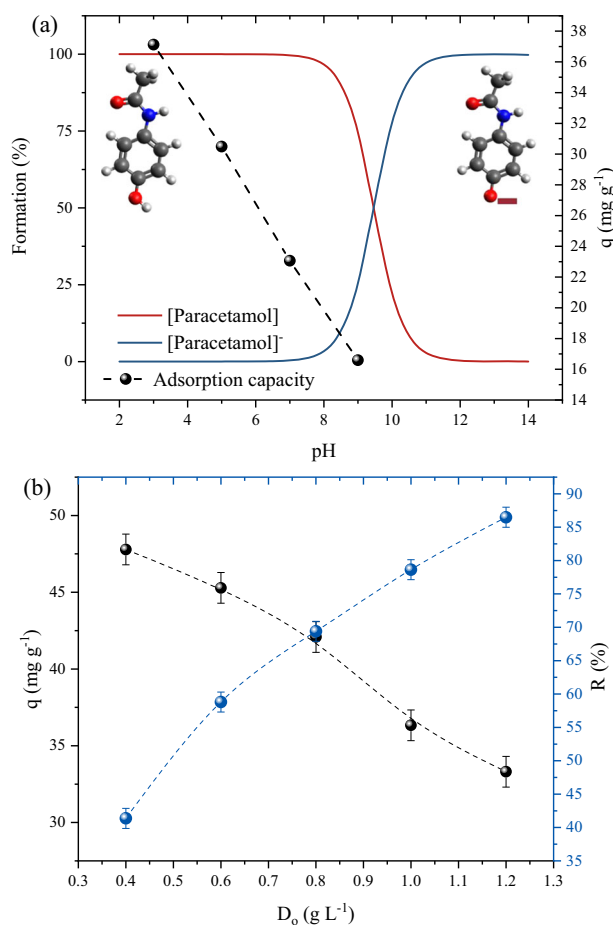 (a)
100
75
50
25
0
Formation (%)
38
36
34
32
30
28
26
24
22
20
18
16
14
q (mg g⁻¹)
[Paracetamol]
[Paracetamol]⁻
Adsorption capacity
2 4 6 8 10 12 14
pH
(b)
50
45
40
35
30
q (mg g⁻¹)
90
85
80
75
70
65
60
55
50
45
40
35
R (%)
0.3 0.4 0.5 0.6 0.7 0.8 0.9 1.0 1.1 1.2 1.3
Dₒ (g L⁻¹)